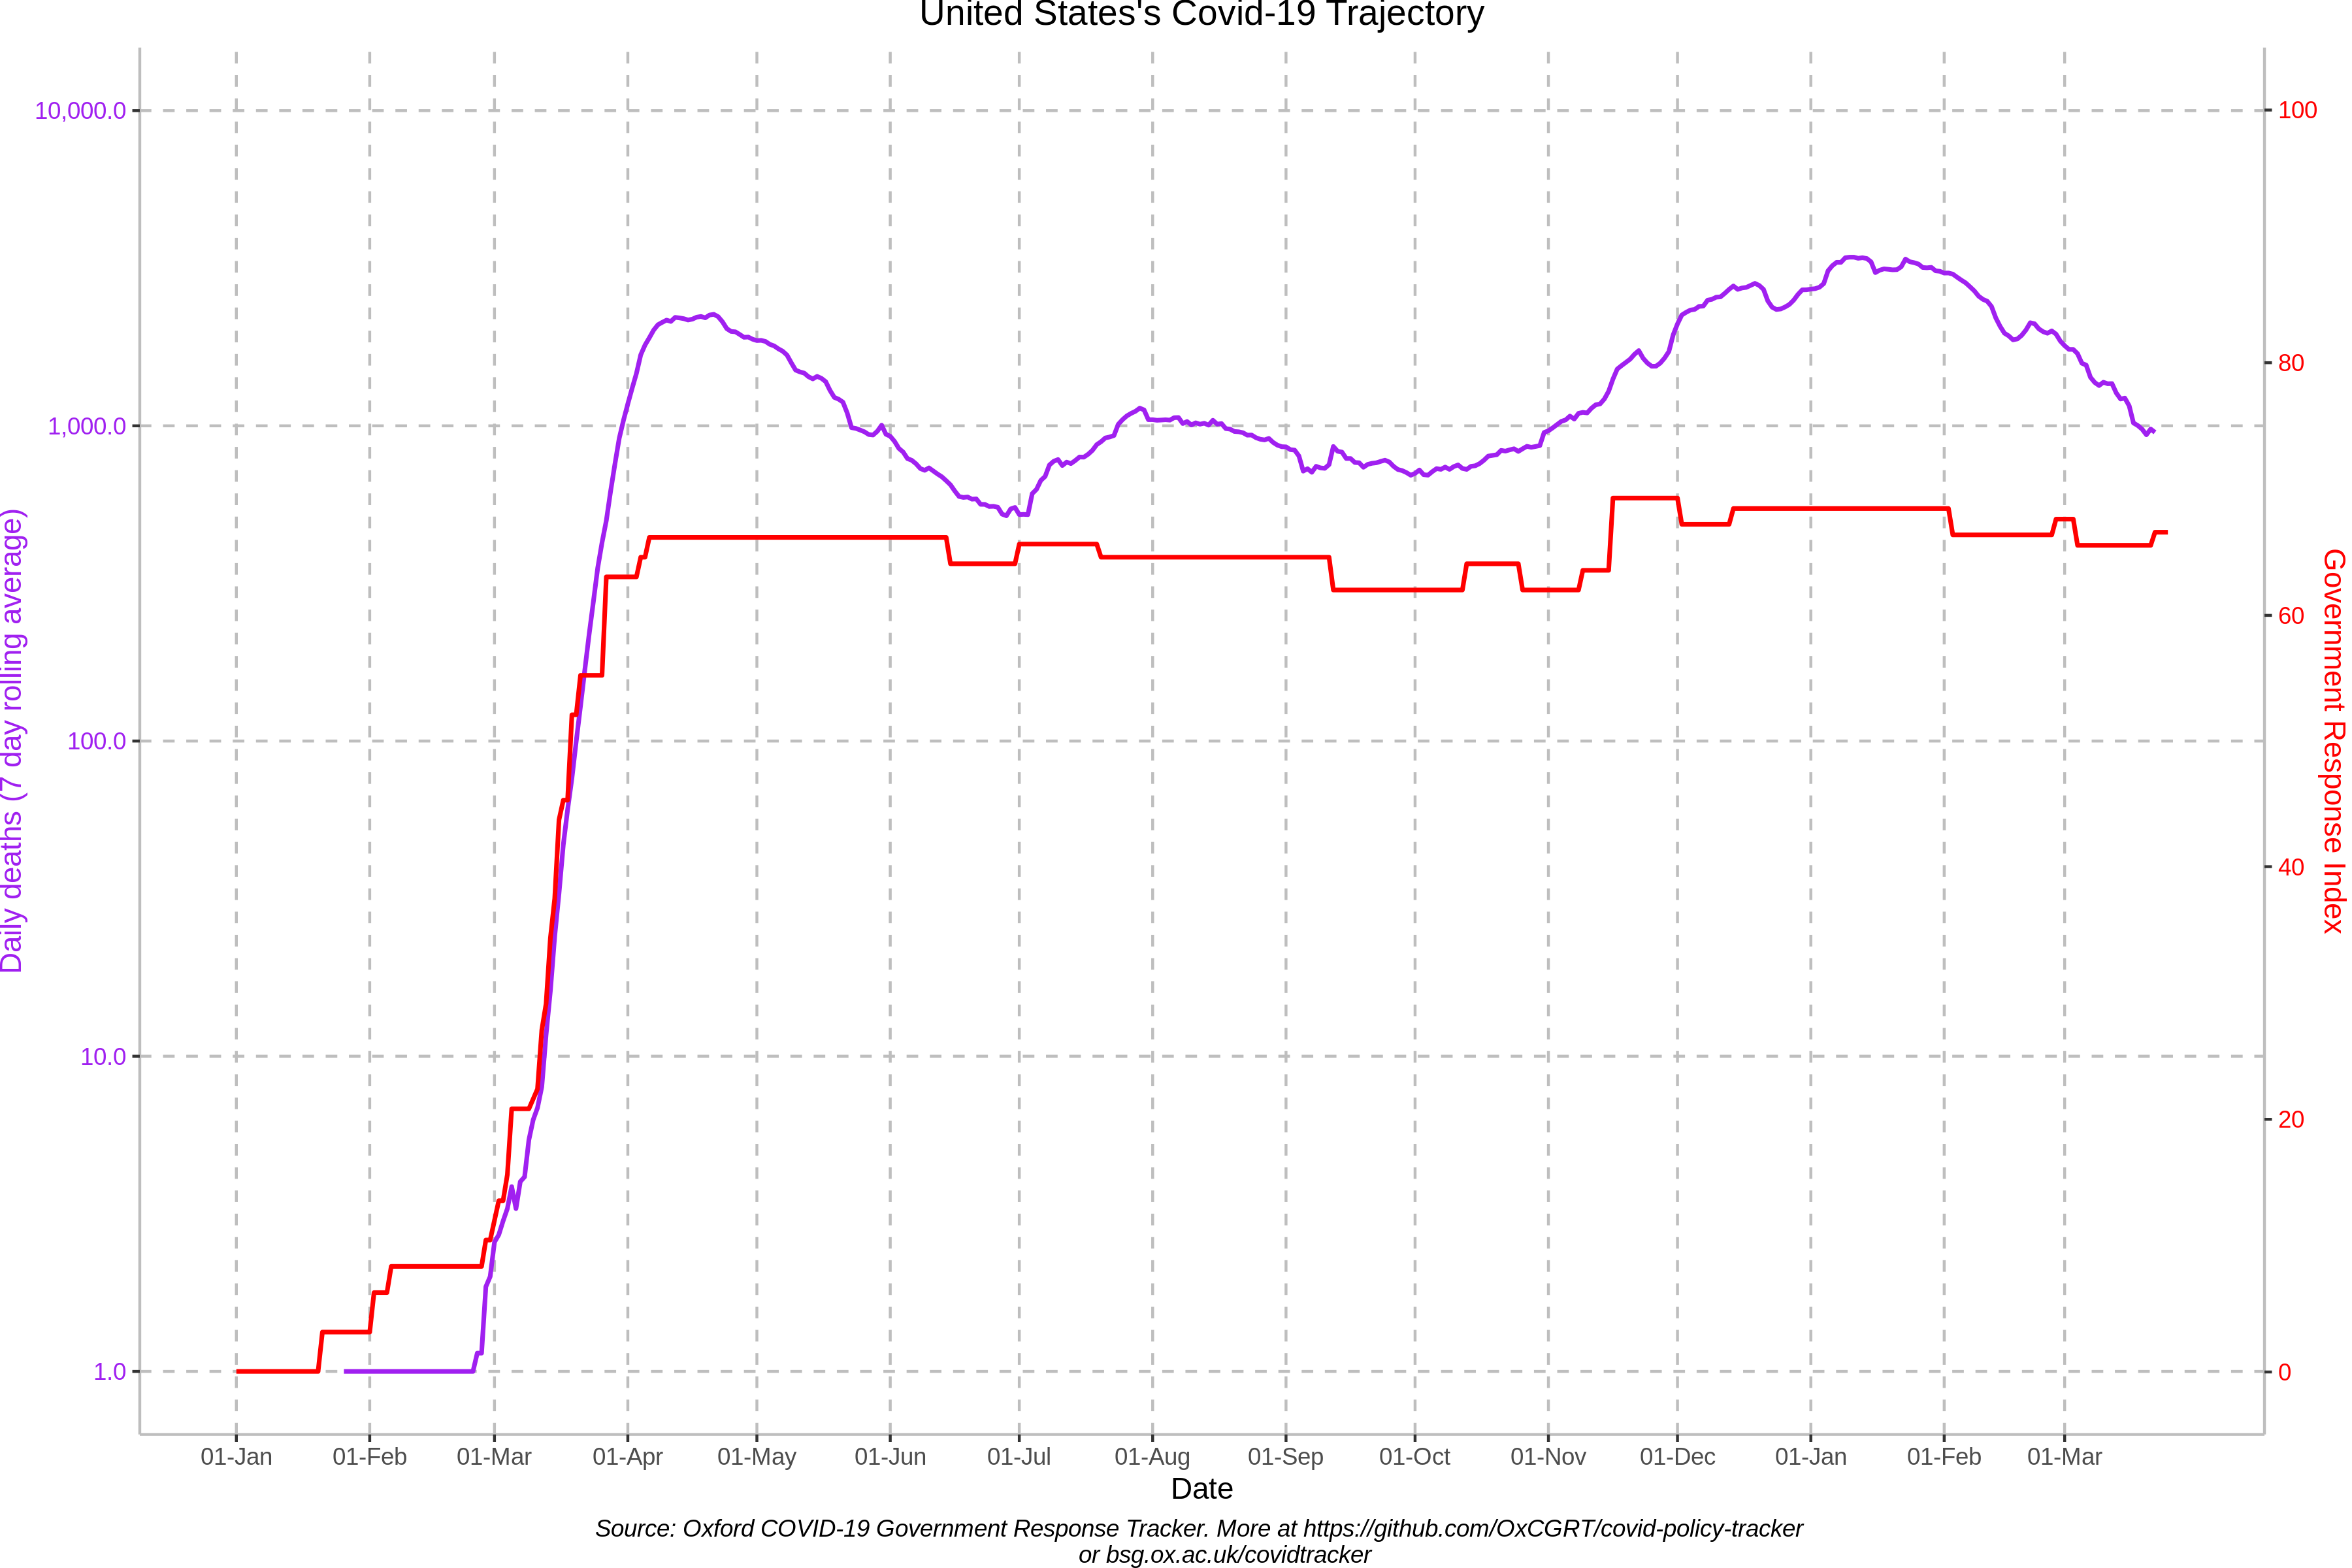 United States's Covid-19 Trajectory
10,000.0
1,000.0
100.0
10.0
1.0
Daily deaths (7 day rolling average)
100
80
60
40
20
0
Government Response Index
01-Jan 01-Feb 01-Mar 01-Apr 01-May 01-Jun 01-Jul 01-Aug 01-Sep 01-Oct 01-Nov 01-Dec 01-Jan 01-Feb 01-Mar
Date
Source: Oxford COVID-19 Government Response Tracker. More at https://github.com/OxCGRT/covid-policy-tracker
or bsg.ox.ac.uk/covidtracker